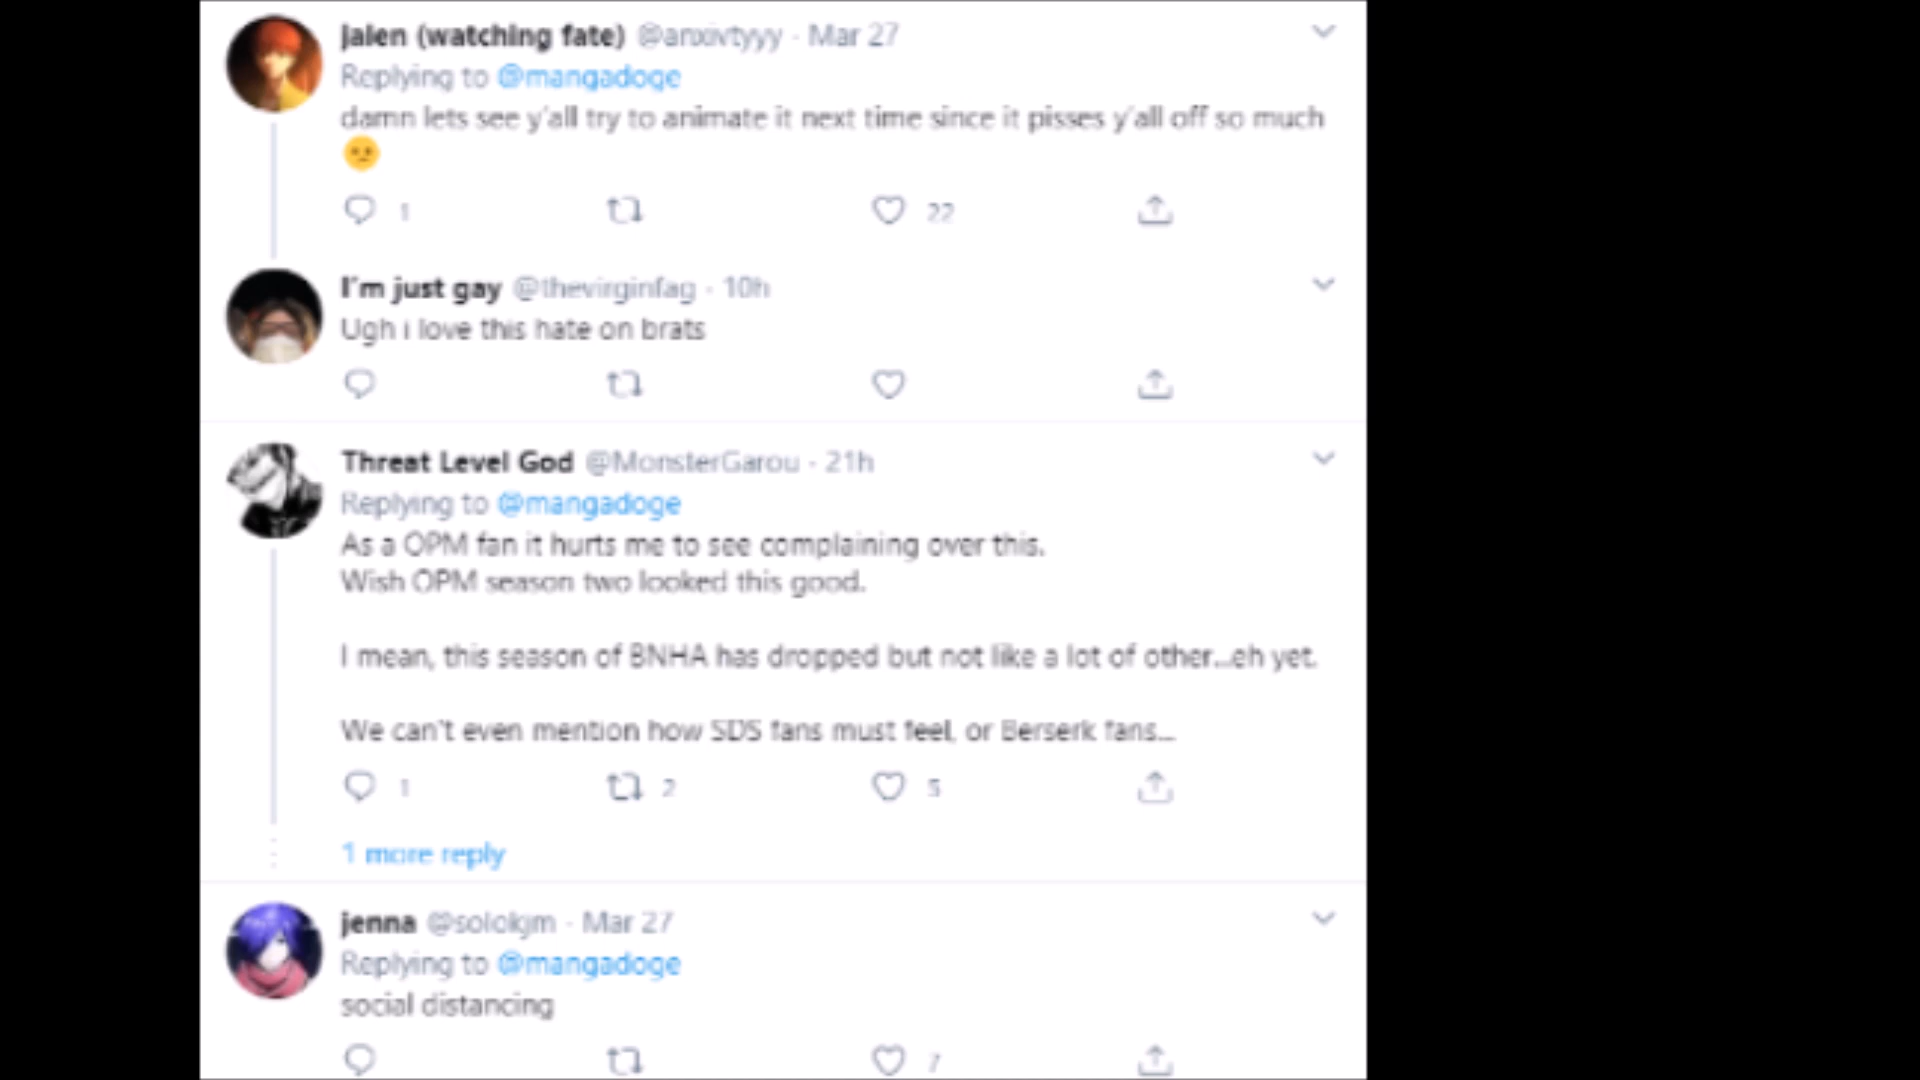 jalen (watching fate) @anxivtyyy · Mar 27
Replying to @mangadoge
damn lets see y'all try to animate it next time since it pisses y'all off so much
1 22
I'm just gay @thevirginfag · 10h
Ugh i love this hate on brats
Threat Level God @MonsterGarou · 21h
Replying to @mangadoge
As a OPM fan it hurts me to see complaining over this.
Wish OPM season two looked this good.
I mean, this season of BNHA has dropped but not like a lot of other...eh yet.
We can't even mention how SDS fans must feel, or Berserk fans...
1 2 5
1 more reply
jenna @solokjm · Mar 27
Replying to @mangadoge
social distancing
7